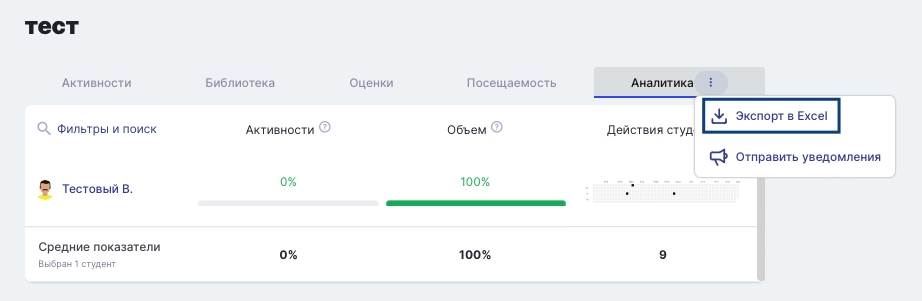 тест
Активности Библиотека Оценки Посещаемость Аналитика
Экспорт в Excel
Отправить уведомления
Фильтры и поиск Активности ? Объем ? Действия студ
Тестовый В. 0% 100%
Средние показатели 0% 100% 9
Выбран 1 студент